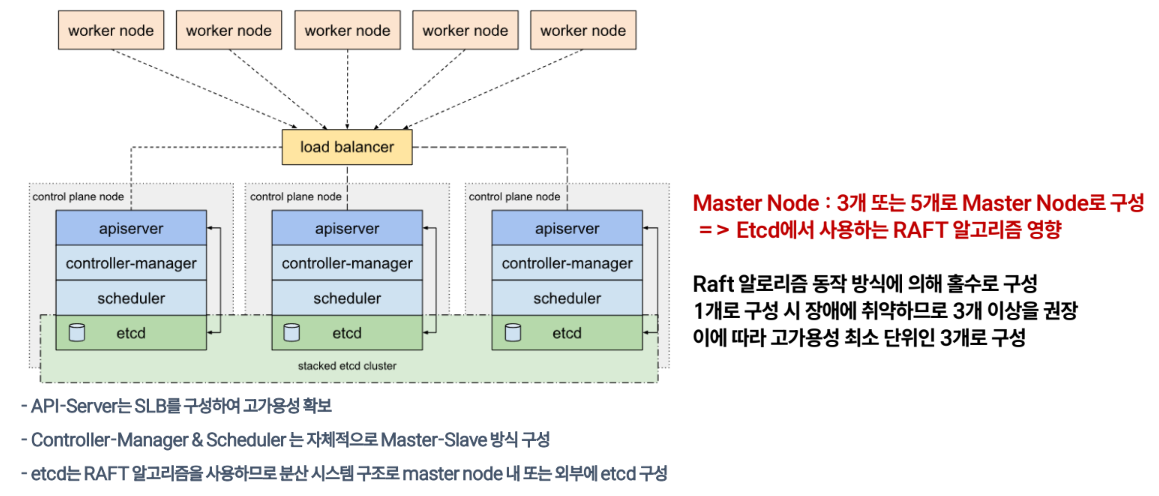 worker node
worker node
worker node
worker node
worker node
load balancer
control plane node
control plane node
control plane node
apiserver
controller-manager
scheduler
etcd
apiserver
controller-manager
scheduler
etcd
apiserver
controller-manager
scheduler
etcd
stacked etcd cluster
Master Node : 3개 또는 5개로 Master Node로 구성
=> Etcd에서 사용하는 RAFT 알고리즘 영향
Raft 알로리즘 동작 방식에 의해 홀수로 구성
1개로 구성 시 장애에 취약하므로 3개 이상을 권장
이에 따라 고가용성 최소 단위인 3개로 구성
- API-Server는 SLB를 구성하여 고가용성 확보
- Controller-Manager & Scheduler 는 자체적으로 Master-Slave 방식 구성
- etcd는 RAFT 알고리즘을 사용하므로 분산 시스템 구조로 master node 내 또는 외부에 etcd 구성